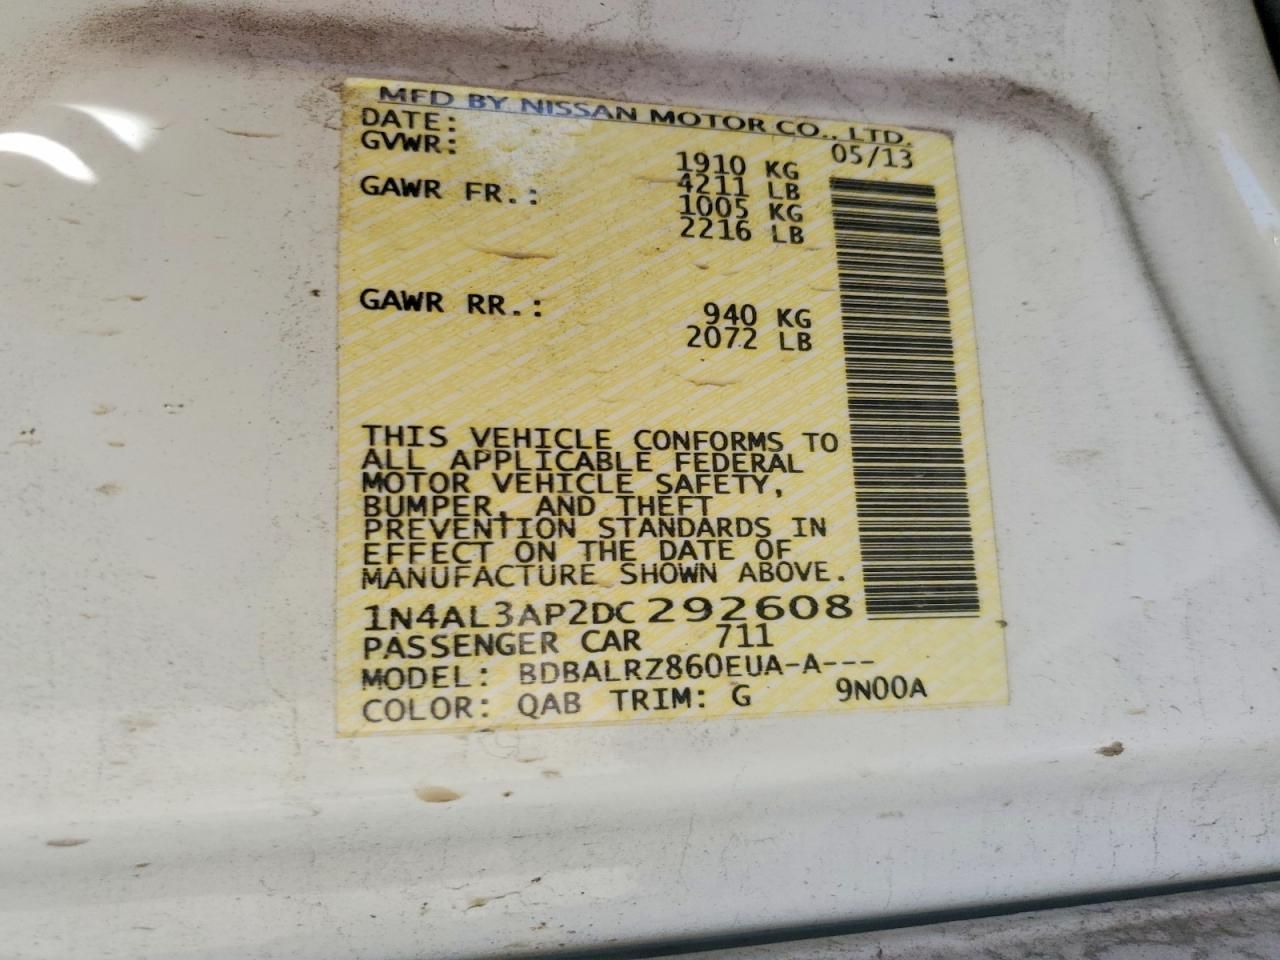 MFD BY NISSAN MOTOR CO., LTD.
DATE: 05/13
GVWR: 1910 KG
4211 LB
GAWR FR.: 1005 KG
2216 LB
GAWR RR.: 940 KG
2072 LB
THIS VEHICLE CONFORMS TO
ALL APPLICABLE FEDERAL
MOTOR VEHICLE SAFETY,
BUMPER, AND THEFT
PREVENTION STANDARDS IN
EFFECT ON THE DATE OF
MANUFACTURE SHOWN ABOVE.
1N4AL3AP2DC292608
PASSENGER CAR 711
MODEL: BDBALRZ860EUA-A---
COLOR: QAB TRIM: G 9N00A